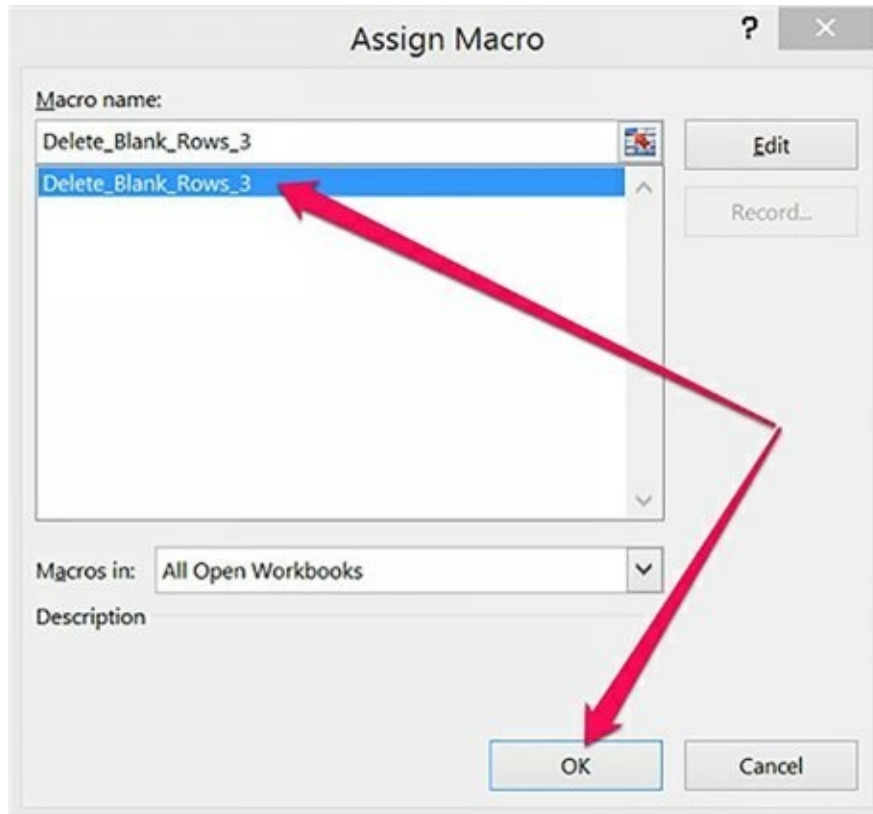 Assign Macro
?
Macro name:
Delete_Blank_Rows_3
Edit
Delete_Blank_Rows_3
Record...
Macros in:
All Open Workbooks
Description
OK
Cancel